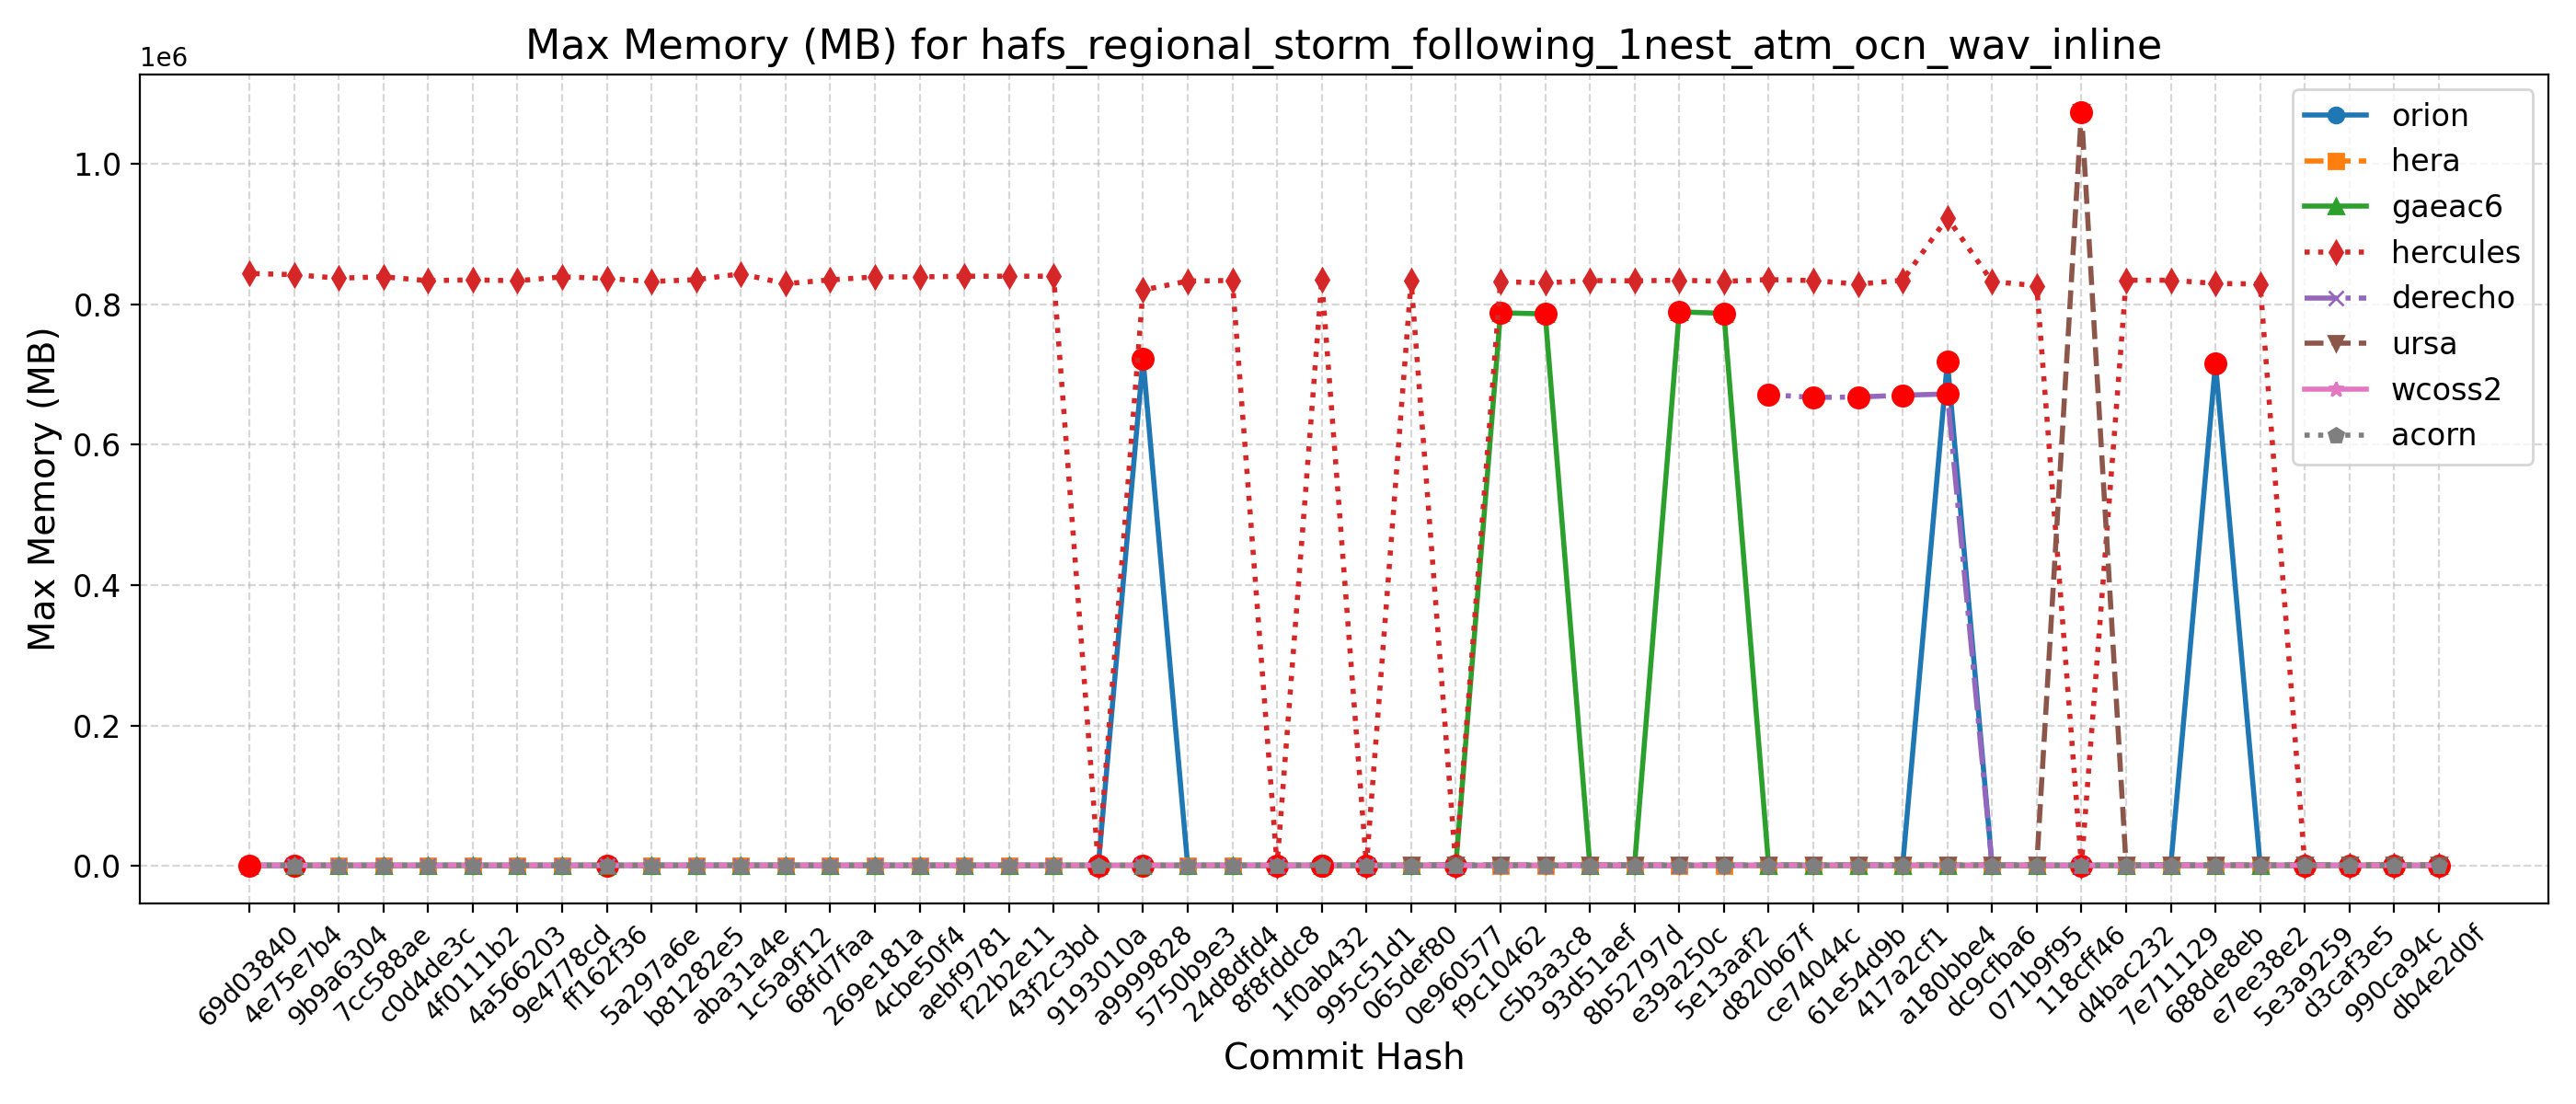 Max Memory (MB) for hafs_regional_storm_following_1nest_atm_ocn_wav_inline
1e6
1.0
0.8
0.6
0.4
0.2
0.0
Max Memory (MB)
orion
hera
gaeac6
hercules
derecho
ursa
wcoss2
acorn
69d03840
4e75e7b4
9b9a6304
7cc588ae
c0d4de3c
4f0111b2
4a566203
9e4778cd
ff162f36
5a297a6e
b81282e5
aba31a4e
1c5a9f12
68fd7faa
269e181a
4cbe50f4
aebf9781
f22b2e11
43f2c3bd
9193010a
a9999828
5750b9e3
24d8dfd4
8f8fddc8
1f0ab432
995c51d1
065def80
0e960577
f9c10462
c5b3a3c8
93d51aef
8b52797d
e39a250c
5e13aaf2
d820b67f
ce74044c
61e54d9b
417a2cf1
a180bbe4
dc9cfba6
071b9f95
118cff46
d4bac232
7e711129
688de8eb
e7ee38e2
5e3a9259
d3caf3e5
990ca94c
db4e2d0f
Commit Hash